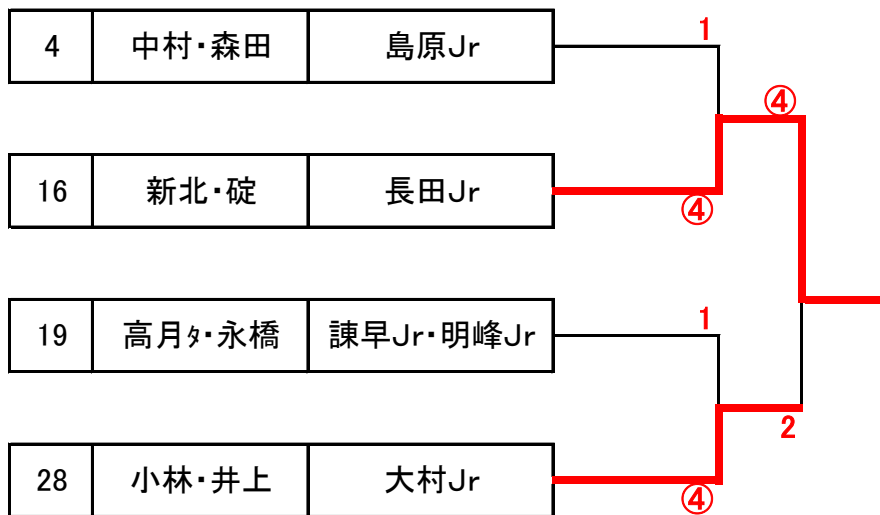 4 中村・森田 島原Jr 1
④
16 新北・碇 長田Jr ④
19 高月ﾀ・永橋 諫早Jr・明峰Jr 1
2
28 小林・井上 大村Jr ④